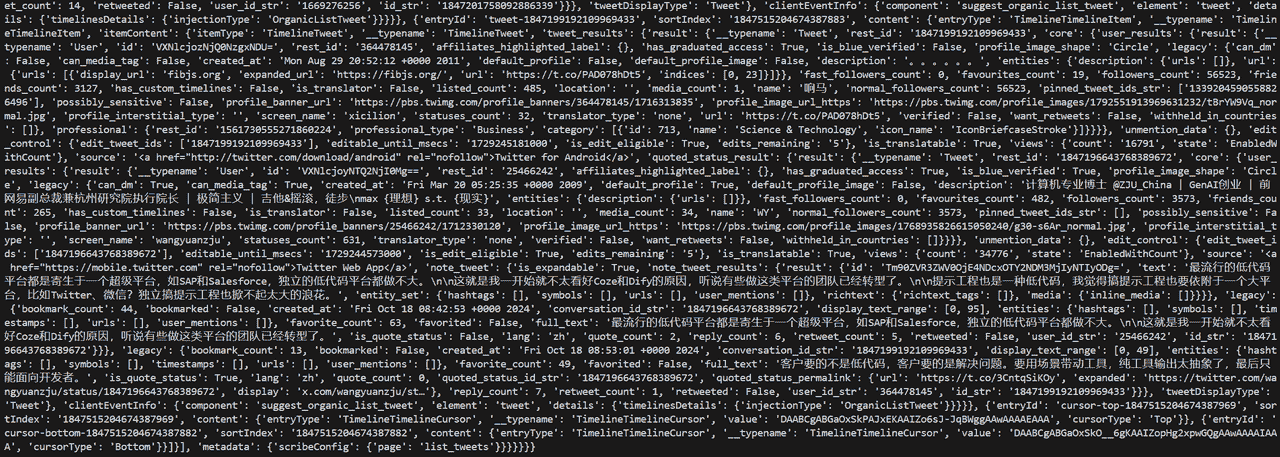 et_count': 14, 'retweeted': False, 'user_id_str': '1669276256', 'id_str': '1847201758092886339'}}}, 'tweetDisplayType': 'Tweet'}, 'clientEventInfo': {'component': 'suggest_organic_list_tweet', 'element': 'tweet', 'deta
ils': {'timelinesDetails': {'injectionType': 'OrganicListTweet'}}}}}, {'entryId': 'tweet-1847199192109969433', 'sortIndex': '1847515204674387883', 'content': {'entryType': 'TimelineTimelineItem', '__typename': 'Timelin
eTimelineItem', 'itemContent': {'itemType': 'TimelineTweet', '__typename': 'TimelineTweet', 'tweet_results': {'result': {'__typename': 'Tweet', 'rest_id': '1847199192109969433', 'core': {'user_results': {'result': {'__
typename': 'User', 'id': 'VXNlcjozNjQ0NzgxNDU=', 'rest_id': '364478145', 'affiliates_highlighted_label': {}, 'has_graduated_access': True, 'is_blue_verified': False, 'profile_image_shape': 'Circle', 'legacy': {'can_dm'
: False, 'can_media_tag': False, 'created_at': 'Mon Aug 29 20:52:12 +0000 2011', 'default_profile': False, 'default_profile_image': False, 'description': '。。。。。。', 'entities': {'description': {'urls': []}, 'url':
{'urls': [{'display_url': 'fibjs.org', 'expanded_url': 'https://fibjs.org/', 'url': 'https://t.co/PAD078hDt5', 'indices': [0, 23]}]}}, 'fast_followers_count': 0, 'favourites_count': 19, 'followers_count': 56523, 'frie
nds_count': 3127, 'has_custom_timelines': False, 'is_translator': False, 'listed_count': 485, 'location': '', 'media_count': 1, 'name': '响马', 'normal_followers_count': 56523, 'pinned_tweet_ids_str': ['133920459055882
6496'], 'possibly_sensitive': False, 'profile_banner_url': 'https://pbs.twimg.com/profile_banners/364478145/1716313835', 'profile_image_url_https': 'https://pbs.twimg.com/profile_images/1792551913969631232/tBrYW9Vq_nor
mal.jpg', 'profile_interstitial_type': '', 'screen_name': 'xicilion', 'statuses_count': 32, 'translator_type': 'none', 'url': 'https://t.co/PAD078hDt5', 'verified': False, 'want_retweets': False, 'withheld_in_countries
': []}, 'professional': {'rest_id': '1561730555271860224', 'professional_type': 'Business', 'category': [{'id': 713, 'name': 'Science & Technology', 'icon_name': 'IconBriefcaseStroke'}]}}}}, 'unmention_data': {}, 'edit
_control': {'edit_tweet_ids': ['1847199192109969433'], 'editable_until_msecs': '1729245181000', 'is_edit_eligible': True, 'edits_remaining': '5'}, 'is_translatable': True, 'views': {'count': '16791', 'state': 'EnabledW
ithCount'}, 'source': '<a href="http://twitter.com/download/android" rel="nofollow">Twitter for Android</a>', 'quoted_status_result': {'result': {'__typename': 'Tweet', 'rest_id': '1847196643768389672', 'core': {'user_
results': {'result': {'__typename': 'User', 'id': 'VXNlcjoyNTQ2NjI0Mg==', 'rest_id': '25466242', 'affiliates_highlighted_label': {}, 'has_graduated_access': True, 'is_blue_verified': False, 'profile_image_shape': 'Circl
e', 'legacy': {'can_dm': True, 'can_media_tag': True, 'created_at': 'Fri Mar 20 05:25:35 +0000 2009', 'default_profile': True, 'default_profile_image': False, 'description': '计算机专业博士 @ZJU_China | GenAI创业 | 前
网易副总裁兼杭州研究院执行院长 | 极简主义 | 吉他&摇滚，徒步\nmax {理想} s.t. {现实}', 'entities': {'description': {'urls': []}}, 'fast_followers_count': 0, 'favourites_count': 482, 'followers_count': 3573, 'friends_cou
nt': 265, 'has_custom_timelines': False, 'is_translator': False, 'listed_count': 33, 'location': '', 'media_count': 34, 'name': 'WY', 'normal_followers_count': 3573, 'pinned_tweet_ids_str': [], 'possibly_sensitive': Fa
lse, 'profile_banner_url': 'https://pbs.twimg.com/profile_banners/25466242/1712330120', 'profile_image_url_https': 'https://pbs.twimg.com/profile_images/1768935826615050240/g30-s6Ar_normal.jpg', 'profile_interstitial_t
ype': '', 'screen_name': 'wangyuanzju', 'statuses_count': 631, 'translator_type': 'none', 'verified': False, 'want_retweets': False, 'withheld_in_countries': []}}}}, 'unmention_data': {}, 'edit_control': {'edit_tweet_id
s': ['1847196643768389672'], 'editable_until_msecs': '1729244573000', 'is_edit_eligible': True, 'edits_remaining': '5'}, 'is_translatable': True, 'views': {'count': '34776', 'state': 'EnabledWithCount'}, 'source': '<a
href="https://mobile.twitter.com" rel="nofollow">Twitter Web App</a>', 'note_tweet': {'is_expandable': True, 'note_tweet_results': {'result': {'id': 'Tm90ZVR3ZWV0OjE4NDcxOTY2NDM3MjIyNTIyODg=', 'text': '最流行的低代码
平台都是寄生于一个超级平台，如SAP和Salesforce，独立的低代码平台都做不大。\n\n这就是我一开始就不太看好Coze和Dify的原因，听说有些做这类平台的团队已经转型了。\n\n提示工程也是一种低代码，我觉得搞提示工程也要依附于一个大平
台，比如Twitter、微信？独立搞提示工程也掀不起太大的浪花。', 'entity_set': {'hashtags': [], 'symbols': [], 'urls': [], 'user_mentions': []}, 'richtext': {'richtext_tags': []}, 'media': {'inline_media': []}}}}, 'legacy':
{'bookmark_count': 44, 'bookmarked': False, 'created_at': 'Fri Oct 18 08:42:53 +0000 2024', 'conversation_id_str': '1847196643768389672', 'display_text_range': [0, 95], 'entities': {'hashtags': [], 'symbols': [], 'time
stamps': [], 'urls': [], 'user_mentions': []}, 'favorite_count': 63, 'favorited': False, 'full_text': '最流行的低代码平台都是寄生于一个超级平台，如SAP和Salesforce，独立的低代码平台都做不大。\n\n这就是我一开始就不太看
好Coze和Dify的原因，听说有些做这类平台的团队已经转型了。', 'is_quote_status': False, 'lang': 'zh', 'quote_count': 2, 'reply_count': 6, 'retweet_count': 5, 'retweeted': False, 'user_id_str': '25466242', 'id_str': '18471
96643768389672'}}}, 'legacy': {'bookmark_count': 13, 'bookmarked': False, 'created_at': 'Fri Oct 18 08:53:01 +0000 2024', 'conversation_id_str': '1847199192109969433', 'display_text_range': [0, 49], 'entities': {'hasht
ags': [], 'symbols': [], 'timestamps': [], 'urls': [], 'user_mentions': []}, 'favorite_count': 49, 'favorited': False, 'full_text': '客户要的不是低代码，客户要的是解决问题。要用场景带动工具，纯工具输出太抽象了，最后只
能面向开发者。', 'is_quote_status': True, 'lang': 'zh', 'quote_count': 0, 'quoted_status_id_str': '1847196643768389672', 'quoted_status_permalink': {'url': 'https://t.co/3CrtqSiKOy', 'expanded': 'https://twitter.com/wa
ngyuanzju/status/1847196643768389672', 'display': 'x.com/wangyuanzju/st…'}, 'reply_count': 7, 'retweet_count': 1, 'retweeted': False, 'user_id_str': '364478145', 'id_str': '1847199192109969433'}}}, 'tweetDisplayType':
'Tweet'}, 'clientEventInfo': {'component': 'suggest_organic_list_tweet', 'element': 'tweet', 'details': {'timelinesDetails': {'injectionType': 'OrganicListTweet'}}}}}, {'entryId': 'cursor-top-1847515204674387969', 'sor
tIndex': '1847515204674387969', 'content': {'entryType': 'TimelineTimelineCursor', '__typename': 'TimelineTimelineCursor', 'value': 'DAABCgABGaOxSkPAJxEKAAIZo6sJ-JqBWggAAwAAAAEAAA', 'cursorType': 'Top'}}, {'entryId': '
cursor-bottom-1847515204674387882', 'sortIndex': '1847515204674387882', 'content': {'entryType': 'TimelineTimelineCursor', '__typename': 'TimelineTimelineCursor', 'value': 'DAABCgABGaOxSkO__6gKAAIZopHg2xpwGQgAAwAAAAIAA
A', 'cursorType': 'Bottom'}}]}], 'metadata': {'scribeConfig': {'page': 'list_tweets'}}}}}}}